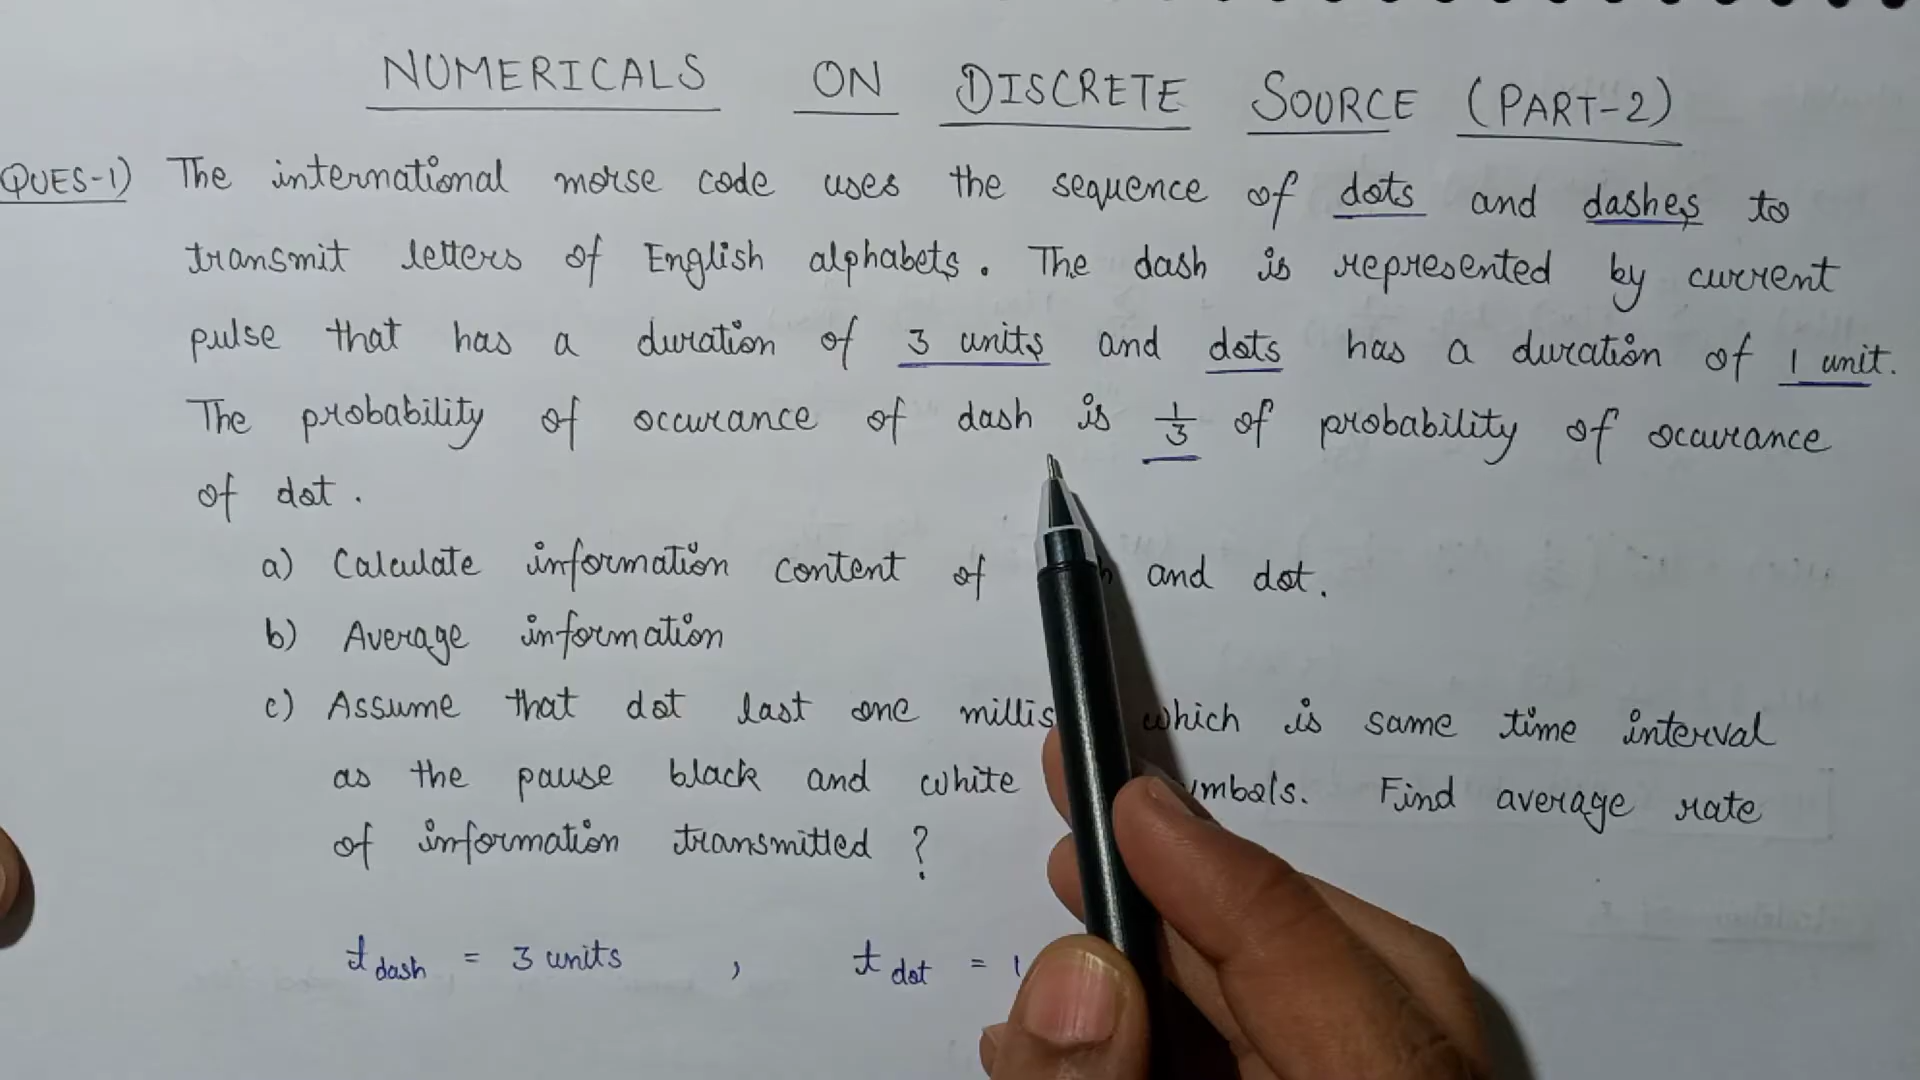 NUMERICALS ON DISCRETE SOURCE (PART-2)
QUES-1) The international morse code uses the sequence of dots and dashes to
transmit letters of English alphabets. The dash is represented by current
pulse that has a duration of 3 units and dots has a duration of 1 unit.
The probability of occurance of dash is 1/3 of probability of occurance
of dot.
a) Calculate information content of and dot.
b) Average information
c) Assume that dot last one which is same time interval
as the pause black and white Find average rate
of information transmitted ?
t dash = 3 units , t dot = 1